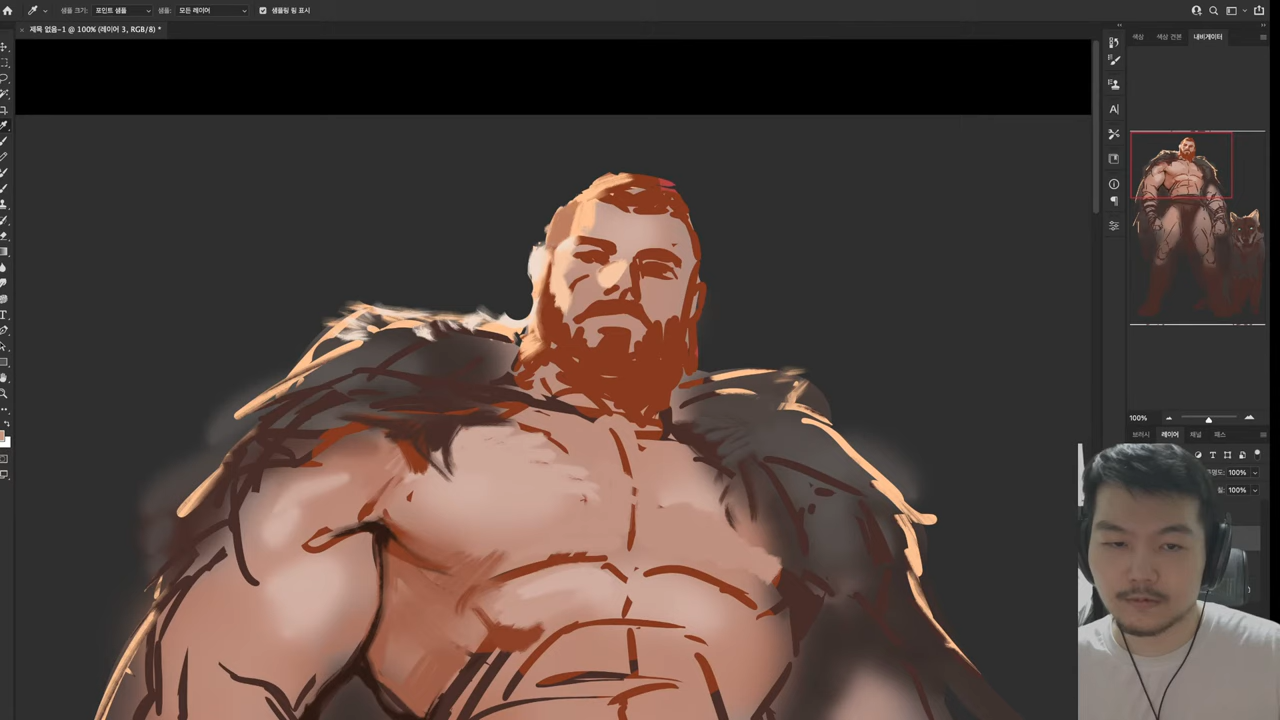 샘플 크기: 포인트 샘플 샘플: 모든 레이어 샘플링 링 표시
× 제목 없음-1 @ 100% (레이어 3, RGB/8) *
색상 색상 견본 내비게이터
100%
브러시 레이어 채널 패스
100%
칠: 100%